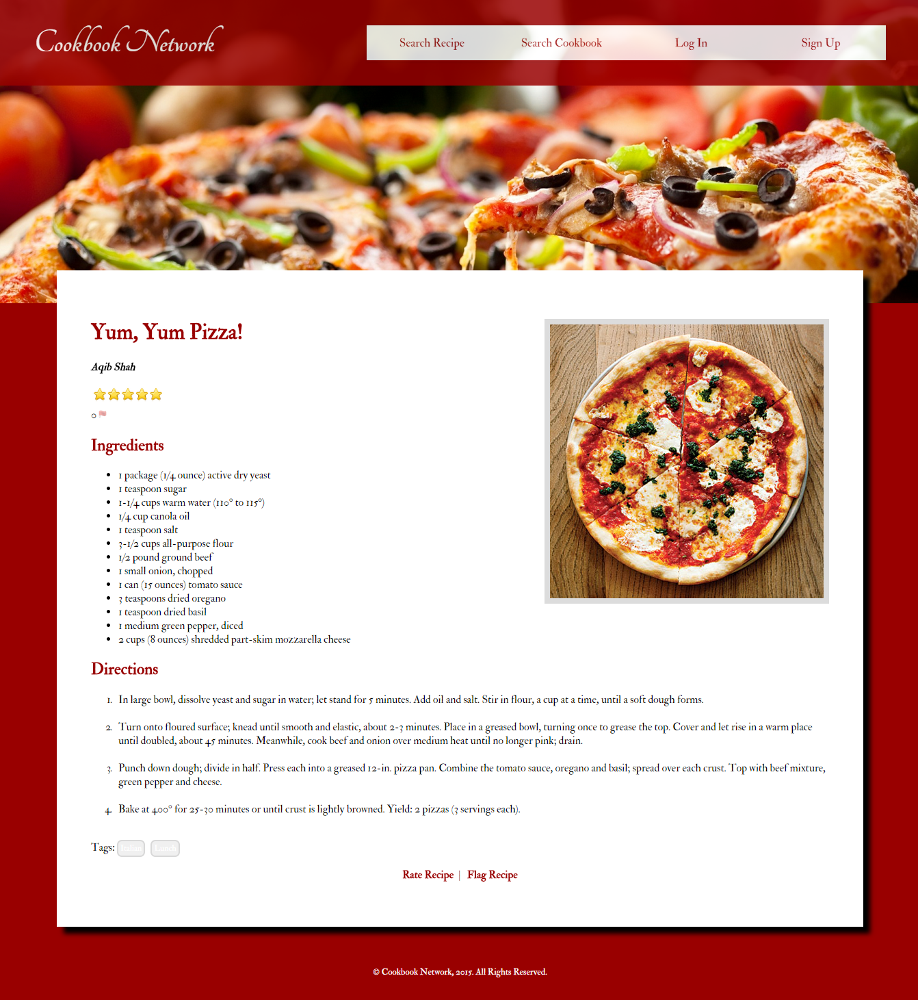 Cookbook Network
Search Recipe
Search Cookbook
Log In
Sign Up
Yum, Yum Pizza!
Aqib Shah
0
Ingredients
• 1 package (1/4 ounce) active dry yeast
• 1 teaspoon sugar
• 1-1/4 cups warm water (110° to 115°)
• 1/4 cup canola oil
• 1 teaspoon salt
• 3-1/2 cups all-purpose flour
• 1/2 pound ground beef
• 1 small onion, chopped
• 1 can (15 ounces) tomato sauce
• 3 teaspoons dried oregano
• 1 teaspoon dried basil
• 1 medium green pepper, diced
• 2 cups (8 ounces) shredded part-skim mozzarella cheese
Directions
1. In large bowl, dissolve yeast and sugar in water; let stand for 5 minutes. Add oil and salt. Stir in flour, a cup at a time, until a soft dough forms.
2. Turn onto floured surface; knead until smooth and elastic, about 2-3 minutes. Place in a greased bowl, turning once to grease the top. Cover and let rise in a warm place
until doubled, about 45 minutes. Meanwhile, cook beef and onion over medium heat until no longer pink; drain.
3. Punch down dough; divide in half. Press each into a greased 12-in. pizza pan. Combine the tomato sauce, oregano and basil; spread over each crust. Top with beef mixture,
green pepper and cheese.
4. Bake at 400° for 25-30 minutes or until crust is lightly browned. Yield: 2 pizzas (3 servings each).
Tags: Italian Lunch
Rate Recipe | Flag Recipe
© Cookbook Network, 2015. All Rights Reserved.